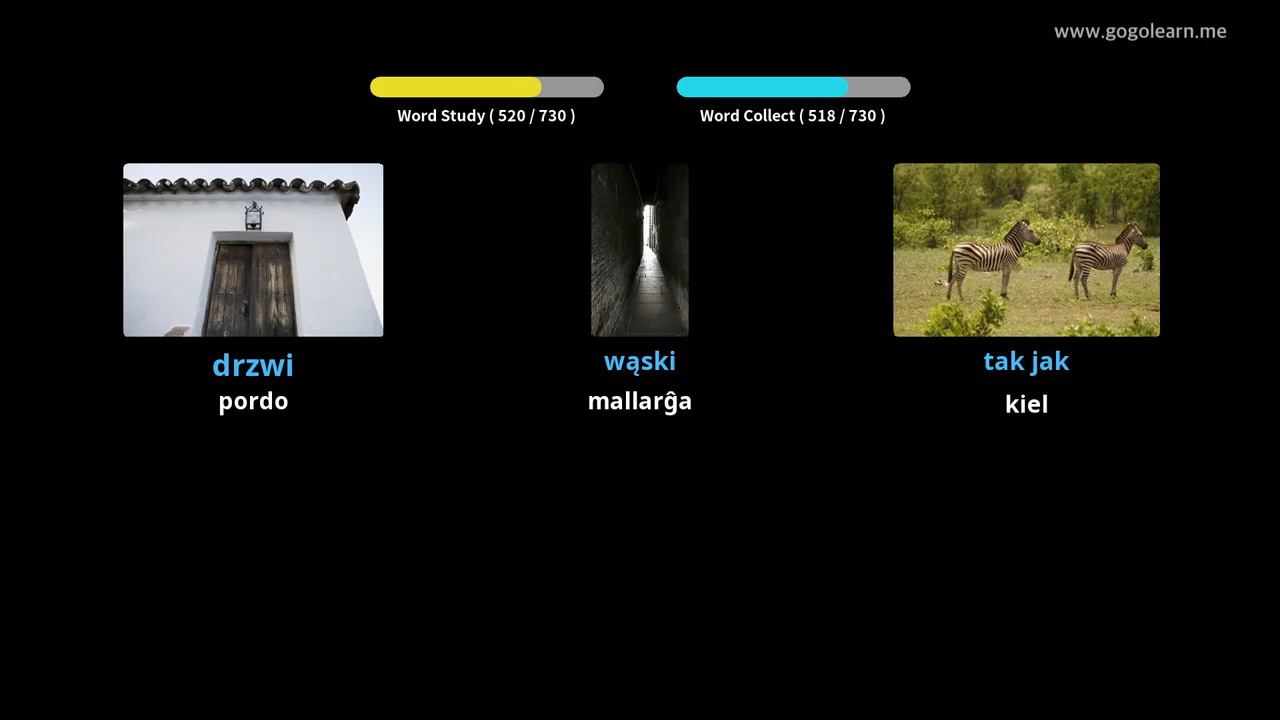 www.gogolearn.me
Word Study ( 520 / 730 )
Word Collect ( 518 / 730 )
drzwi
pordo
wąski
mallarĝa
tak jak
kiel